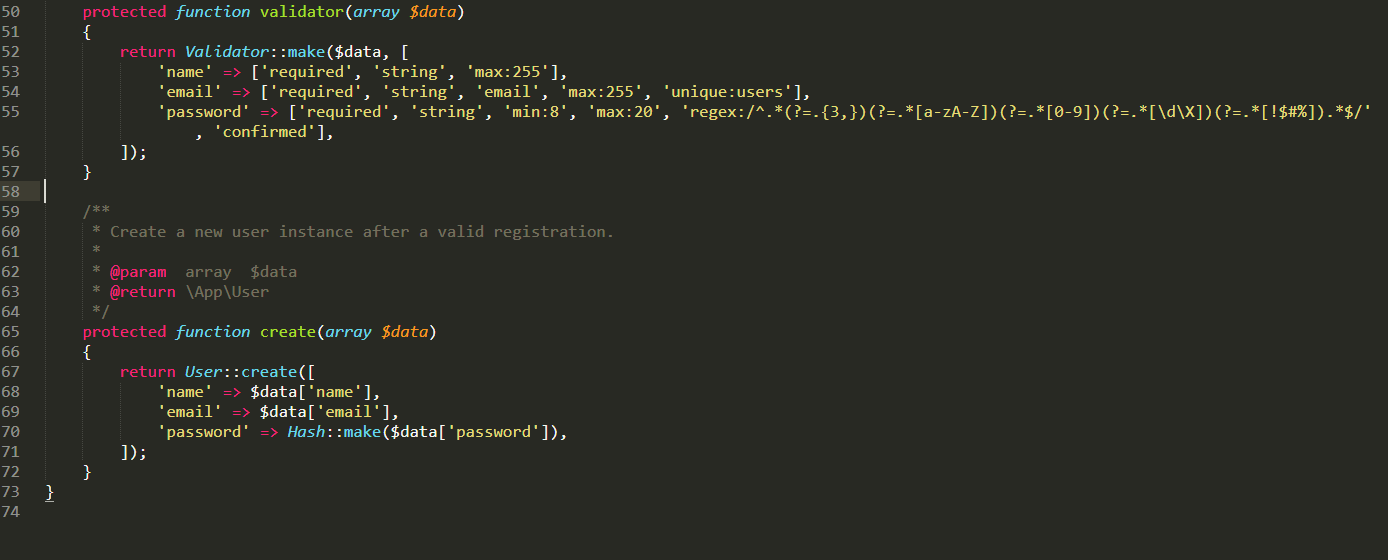 50     protected function validator(array $data)
51     {
52         return Validator::make($data, [
53             'name' => ['required', 'string', 'max:255'],
54             'email' => ['required', 'string', 'email', 'max:255', 'unique:users'],
55             'password' => ['required', 'string', 'min:8', 'max:20', 'regex:/^.*(?=.{3,})(?=.*[a-zA-Z])(?=.*[0-9])(?=.*[\d\X])(?=.*[!$#%]).*$/'
                , 'confirmed'],
56         ]);
57     }
58
59     /**
60      * Create a new user instance after a valid registration.
61      *
62      * @param  array  $data
63      * @return \App\User
64      */
65     protected function create(array $data)
66     {
67         return User::create([
68             'name' => $data['name'],
69             'email' => $data['email'],
70             'password' => Hash::make($data['password']),
71         ]);
72     }
73 }
74